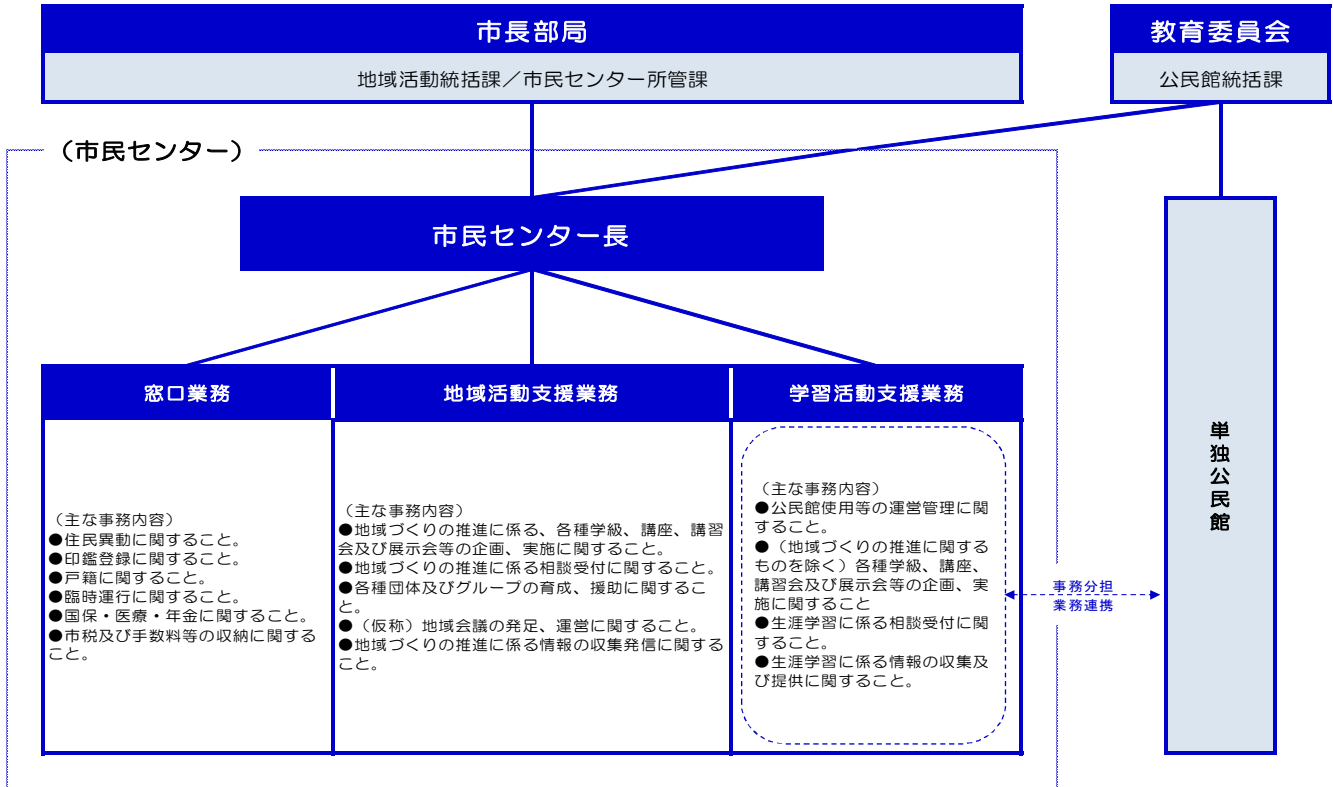 市長部局
地域活動統括課／市民センター所管課
教育委員会
公民館統括課
（市民センター）
市民センター長
窓口業務
（主な事務内容）
●住民異動に関すること。
●印鑑登録に関すること。
●戸籍に関すること。
●臨時運行に関すること。
●国保・医療・年金に関すること。
●市税及び手数料等の収納に関する
こと。
地域活動支援業務
（主な事務内容）
●地域づくりの推進に係る、各種学級、講座、講習
会及び展示会等の企画、実施に関すること。
●地域づくりの推進に係る相談受付に関すること。
●各種団体及びグループの育成、援助に関するこ
と。
●（仮称）地域会議の発足、運営に関すること。
●地域づくりの推進に係る情報の収集発信に関する
こと。
学習活動支援業務
（主な事務内容）
●公民館使用等の運営管理に関
すること。
●（地域づくりの推進に関する
ものを除く）各種学級、講座、
講習会及び展示会等の企画、実
施に関すること
●生涯学習に係る相談受付に関
すること。
●生涯学習に係る情報の収集及
び提供に関すること。
事務分担
業務連携
単独公民館